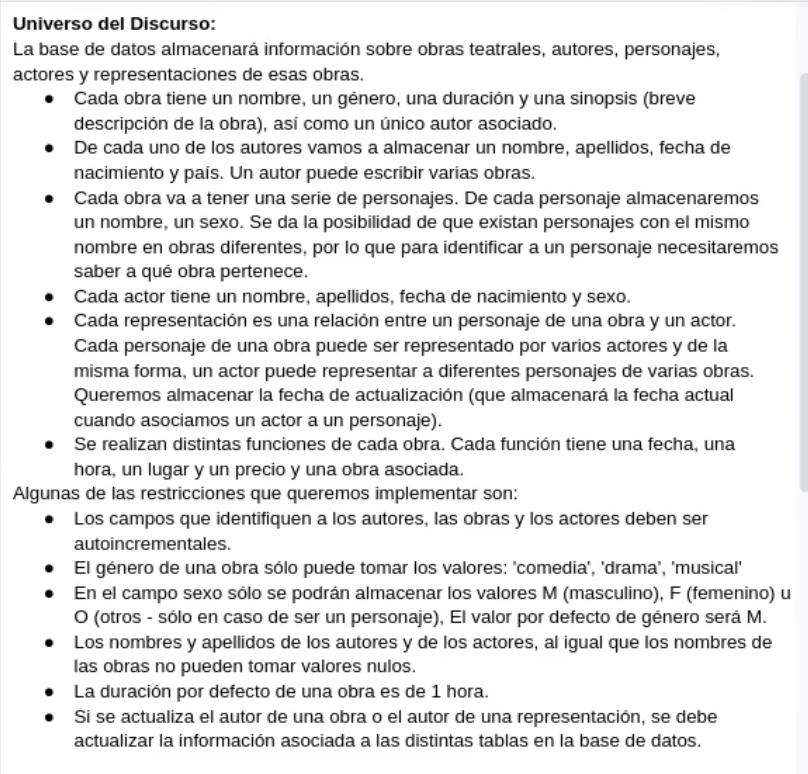 Universo del Discurso:
La base de datos almacenará información sobre obras teatrales, autores, personajes,
actores y representaciones de esas obras.
● Cada obra tiene un nombre, un género, una duración y una sinopsis (breve
descripción de la obra), así como un único autor asociado.
● De cada uno de los autores vamos a almacenar un nombre, apellidos, fecha de
nacimiento y país. Un autor puede escribir varias obras.
● Cada obra va a tener una serie de personajes. De cada personaje almacenaremos
un nombre, un sexo. Se da la posibilidad de que existan personajes con el mismo
nombre en obras diferentes, por lo que para identificar a un personaje necesitaremos
saber a qué obra pertenece.
● Cada actor tiene un nombre, apellidos, fecha de nacimiento y sexo.
● Cada representación es una relación entre un personaje de una obra y un actor.
Cada personaje de una obra puede ser representado por varios actores y de la
misma forma, un actor puede representar a diferentes personajes de varias obras.
Queremos almacenar la fecha de actualización (que almacenará la fecha actual
cuando asociamos un actor a un personaje).
● Se realizan distintas funciones de cada obra. Cada función tiene una fecha, una
hora, un lugar y un precio y una obra asociada.
Algunas de las restricciones que queremos implementar son:
● Los campos que identifiquen a los autores, las obras y los actores deben ser
autoincrementales.
● El género de una obra sólo puede tomar los valores: 'comedia', 'drama', 'musical'
● En el campo sexo sólo se podrán almacenar los valores M (masculino), F (femenino) u
O (otros - sólo en caso de ser un personaje), El valor por defecto de género será M.
● Los nombres y apellidos de los autores y de los actores, al igual que los nombres de
las obras no pueden tomar valores nulos.
● La duración por defecto de una obra es de 1 hora.
● Si se actualiza el autor de una obra o el autor de una representación, se debe
actualizar la información asociada a las distintas tablas en la base de datos.